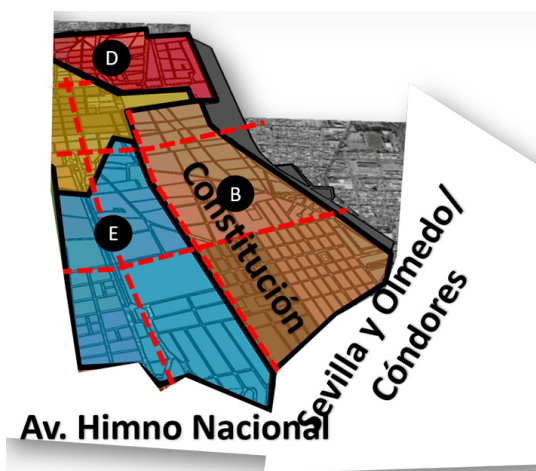 D
B
Constitución
E
Sevilla y Olmedo/
Cóndores
Av. Himno Nacional